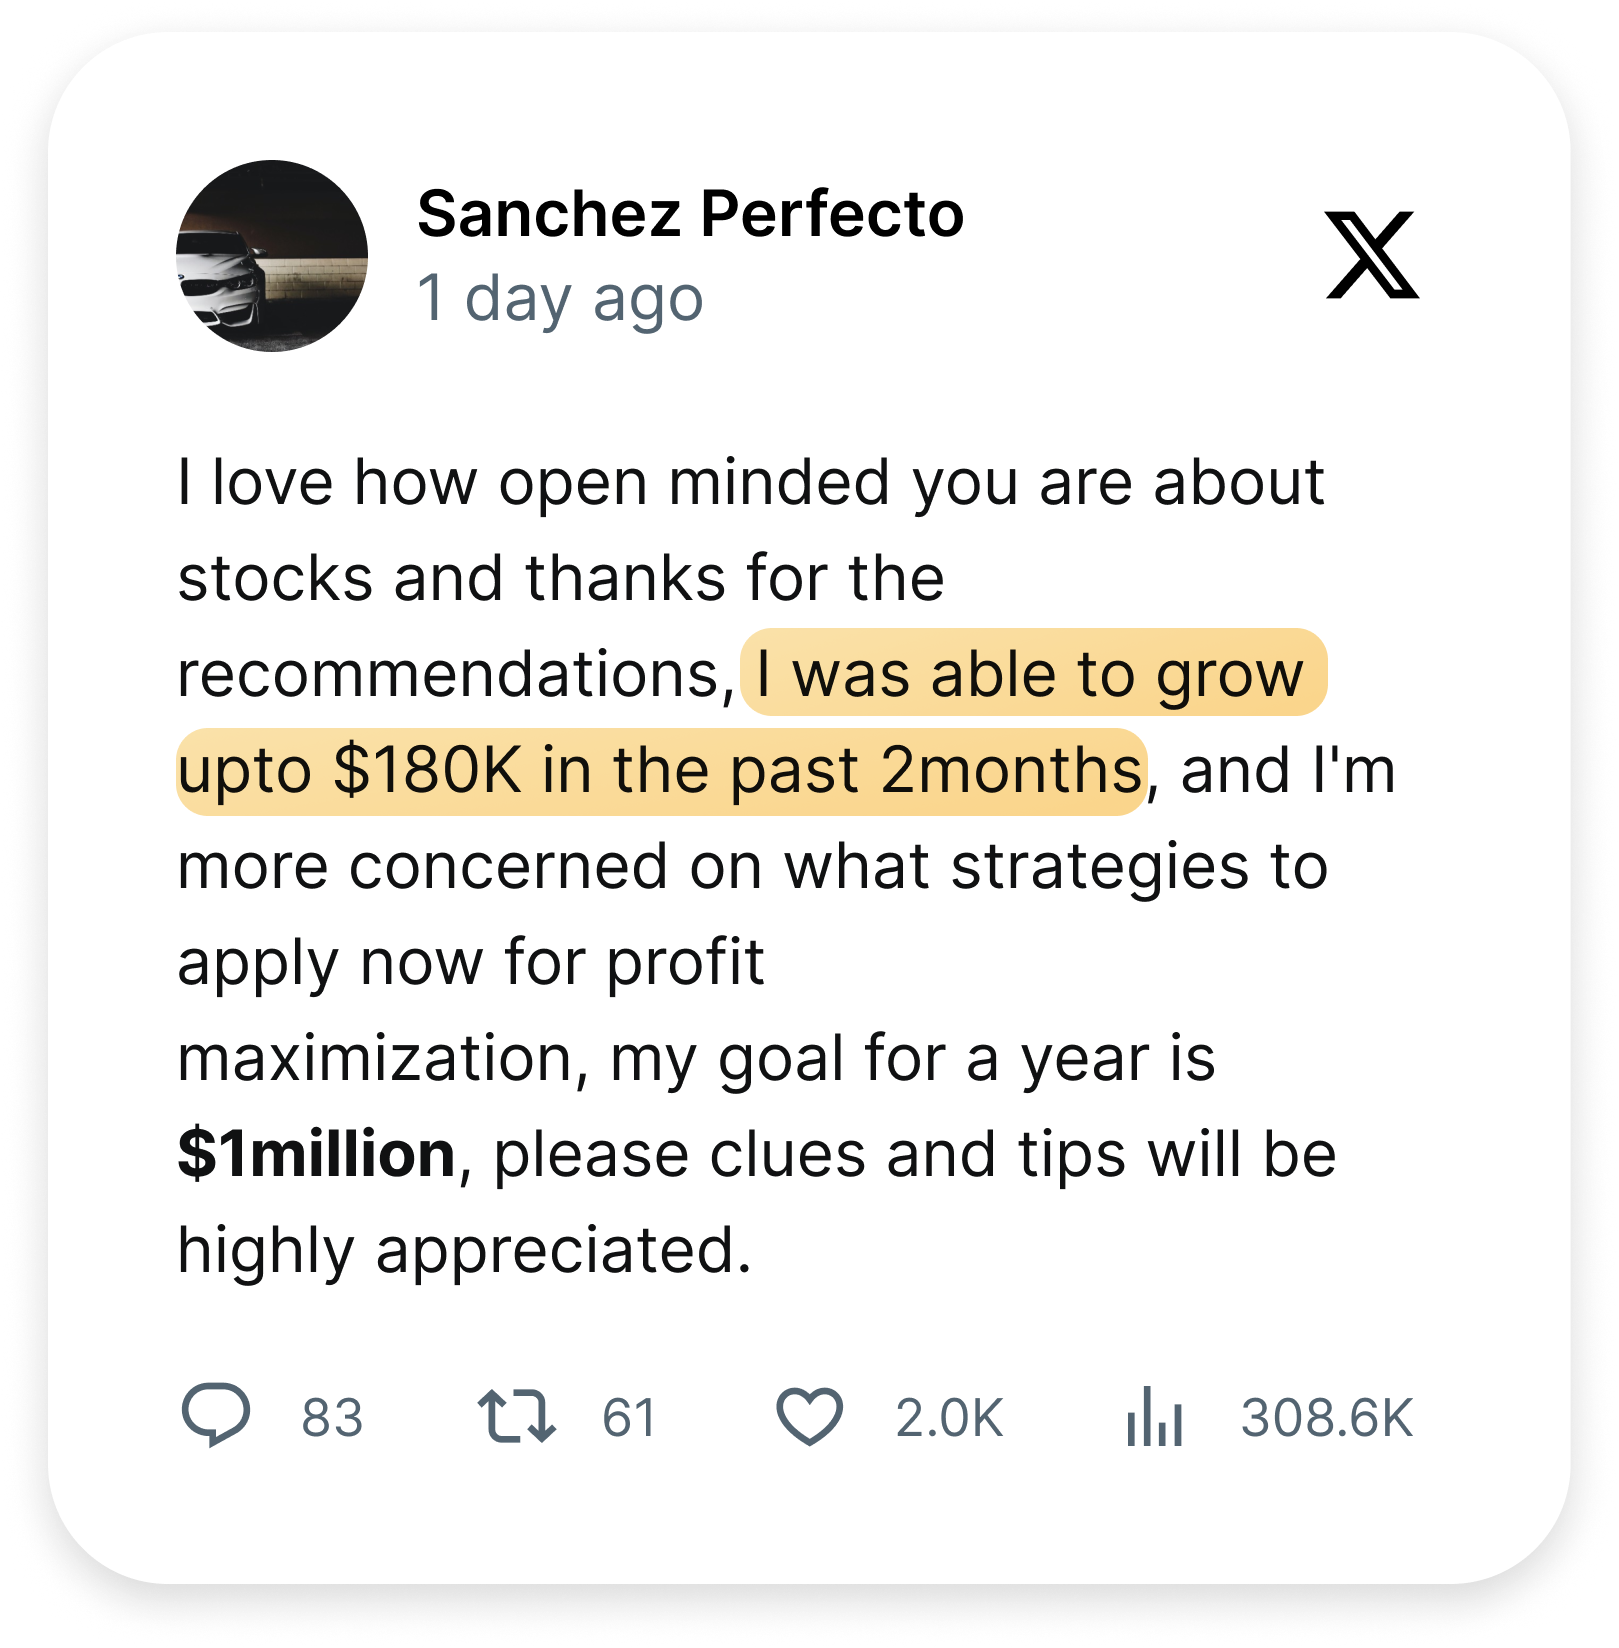 Sanchez Perfecto
1 day ago
I love how open minded you are about
stocks and thanks for the
recommendations, I was able to grow
upto $180K in the past 2months, and I'm
more concerned on what strategies to
apply now for profit
maximization, my goal for a year is
$1million, please clues and tips will be
highly appreciated.
83 61 2.0K 308.6K